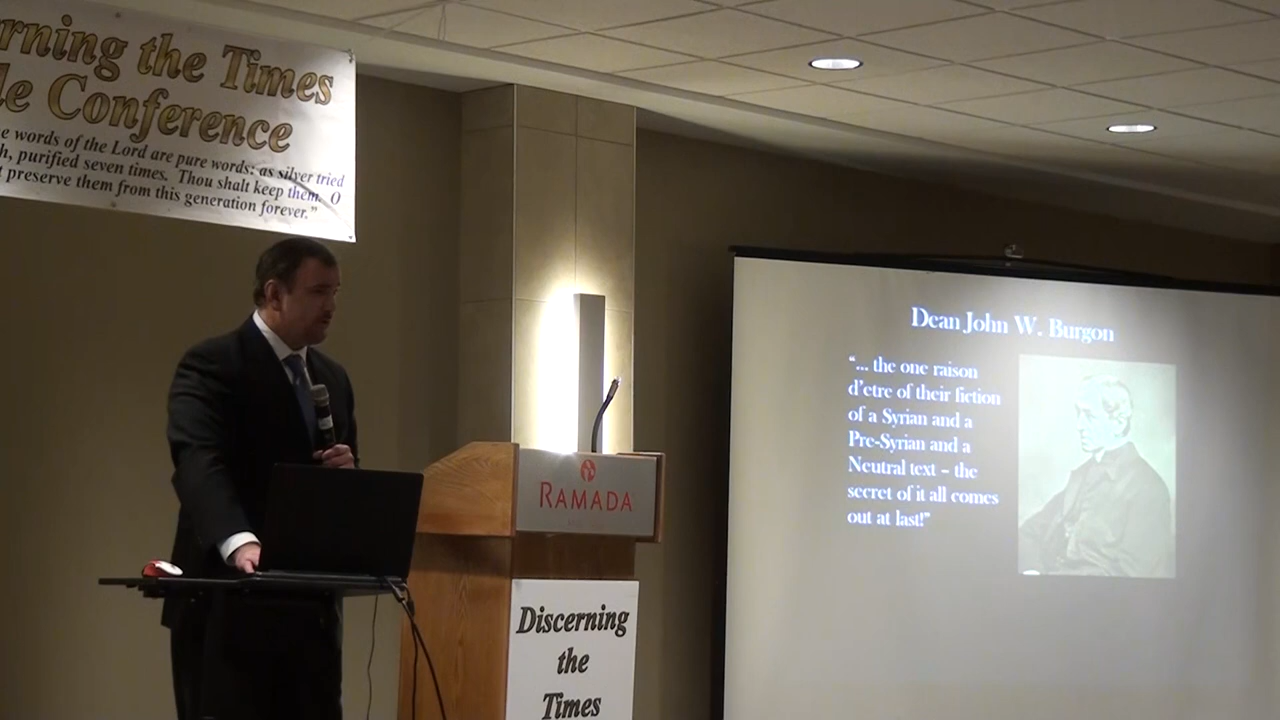 rning the Times
le Conference
e words of the Lord are pure words: as silver tried
h, purified seven times. Thou shalt keep them, O
t preserve them from this generation forever."
Dean John W. Burgon
"... the one raison
d'etre of their fiction
of a Syrian and a
Pre-Syrian and a
Neutral text – the
secret of it all comes
out at last!"
RAMADA
Discerning
the
Times